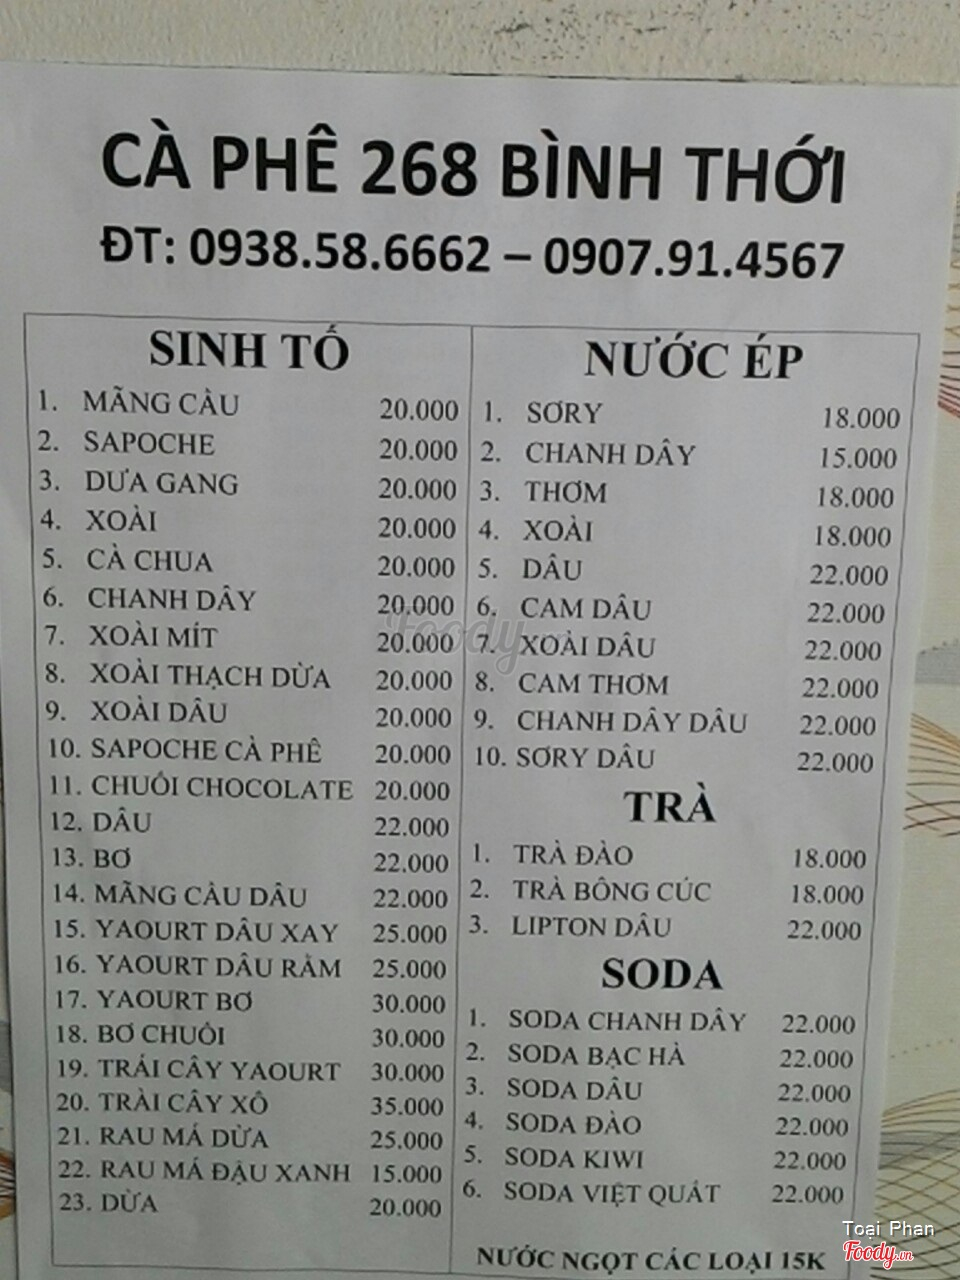 CÀ PHÊ 268 BÌNH THỚI
ĐT: 0938.58.6662 – 0907.91.4567
SINH TỐ
1. MÃNG CẦU 20.000
2. SAPOCHE 20.000
3. DƯA GANG 20.000
4. XOÀI 20.000
5. CÀ CHUA 20.000
6. CHANH DÂY 20.000
7. XOÀI MÍT 20.000
8. XOÀI THẠCH DỪA 20.000
9. XOÀI DÂU 20.000
10. SAPOCHE CÀ PHÊ 20.000
11. CHUỐI CHOCOLATE 20.000
12. DÂU 22.000
13. BƠ 22.000
14. MÃNG CẦU DÂU 22.000
15. YAOURT DÂU XAY 25.000
16. YAOURT DÂU RẰM 25.000
17. YAOURT BƠ 30.000
18. BƠ CHUỐI 30.000
19. TRÁI CÂY YAOURT 30.000
20. TRÀI CÂY XÔ 35.000
21. RAU MÁ DỪA 25.000
22. RAU MÁ ĐẬU XANH 15.000
23. DỪA 20.000
NƯỚC ÉP
1. SƠRY 18.000
2. CHANH DÂY 15.000
3. THƠM 18.000
4. XOÀI 18.000
5. DÂU 22.000
6. CAM DÂU 22.000
7. XOÀI DÂU 22.000
8. CAM THƠM 22.000
9. CHANH DÂY DÂU 22.000
10. SƠRY DÂU 22.000
TRÀ
1. TRÀ ĐÀO 18.000
2. TRÀ BÔNG CÚC 18.000
3. LIPTON DÂU 22.000
SODA
1. SODA CHANH DÂY 22.000
2. SODA BẠC HÀ 22.000
3. SODA DÂU 22.000
4. SODA ĐÀO 22.000
5. SODA KIWI 22.000
6. SODA VIỆT QUẤT 22.000
NƯỚC NGỌT CÁC LOẠI 15K
Foody
Toại Phan
Foody.vn